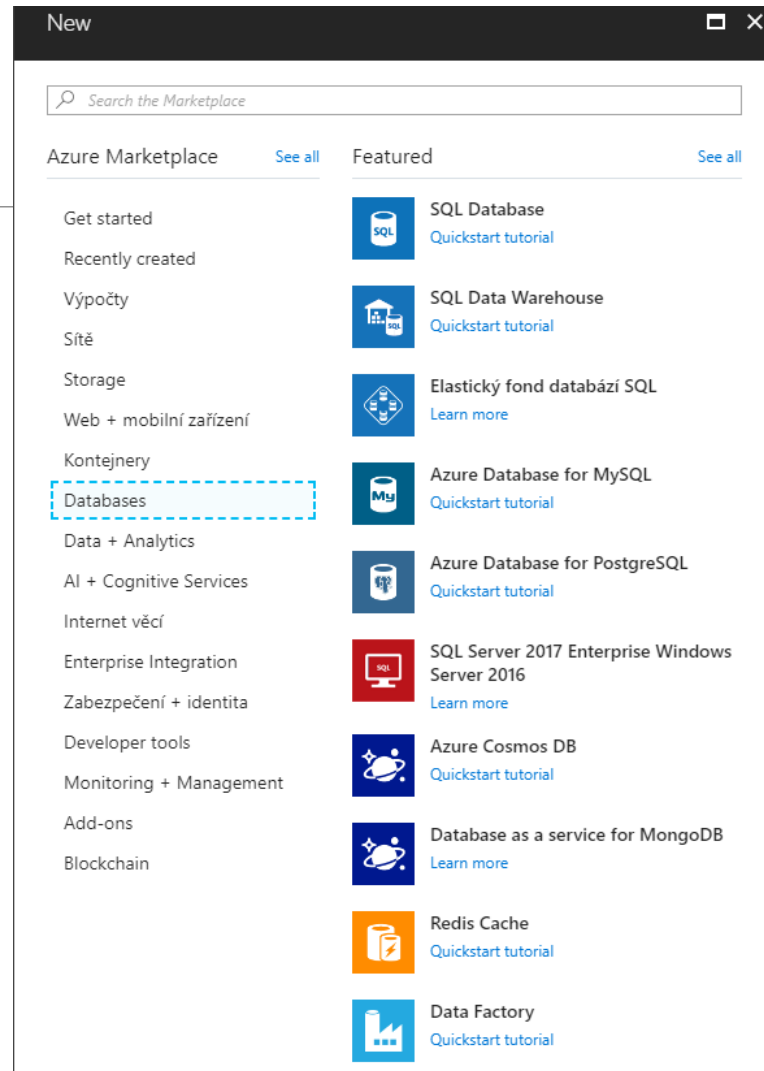 New
Search the Marketplace
Azure Marketplace
See all
Get started
Recently created
Výpočty
Sítě
Storage
Web + mobilní zařízení
Kontejnery
Databases
Data + Analytics
AI + Cognitive Services
Internet věcí
Enterprise Integration
Zabezpečení + identita
Developer tools
Monitoring + Management
Add-ons
Blockchain
Featured
See all
SQL
SQL Database
Quickstart tutorial
SQL
SQL Data Warehouse
Quickstart tutorial
Elastický fond databází SQL
Learn more
My
Azure Database for MySQL
Quickstart tutorial
Azure Database for PostgreSQL
Quickstart tutorial
SQL
SQL Server 2017 Enterprise Windows
Server 2016
Learn more
Azure Cosmos DB
Quickstart tutorial
Database as a service for MongoDB
Learn more
Redis Cache
Quickstart tutorial
Data Factory
Quickstart tutorial